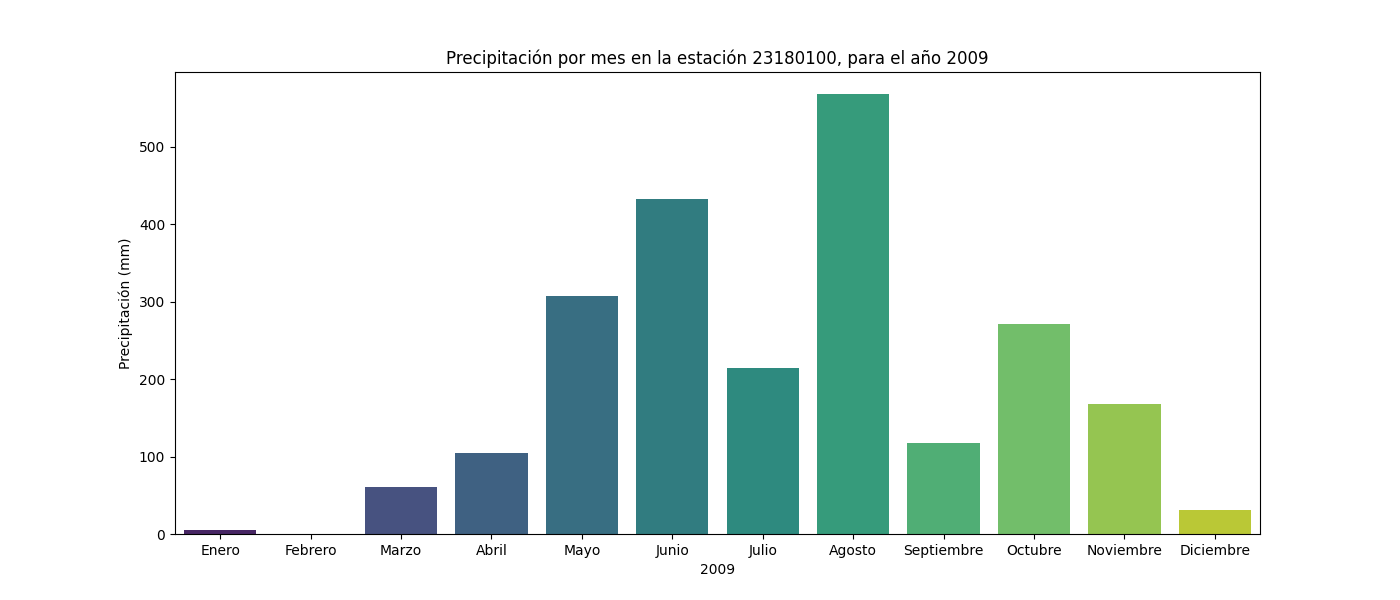 Precipitación por mes en la estación 23180100, para el año 2009
Precipitación (mm)
500
400
300
200
100
0
Enero Febrero Marzo Abril Mayo Junio Julio Agosto Septiembre Octubre Noviembre Diciembre
2009